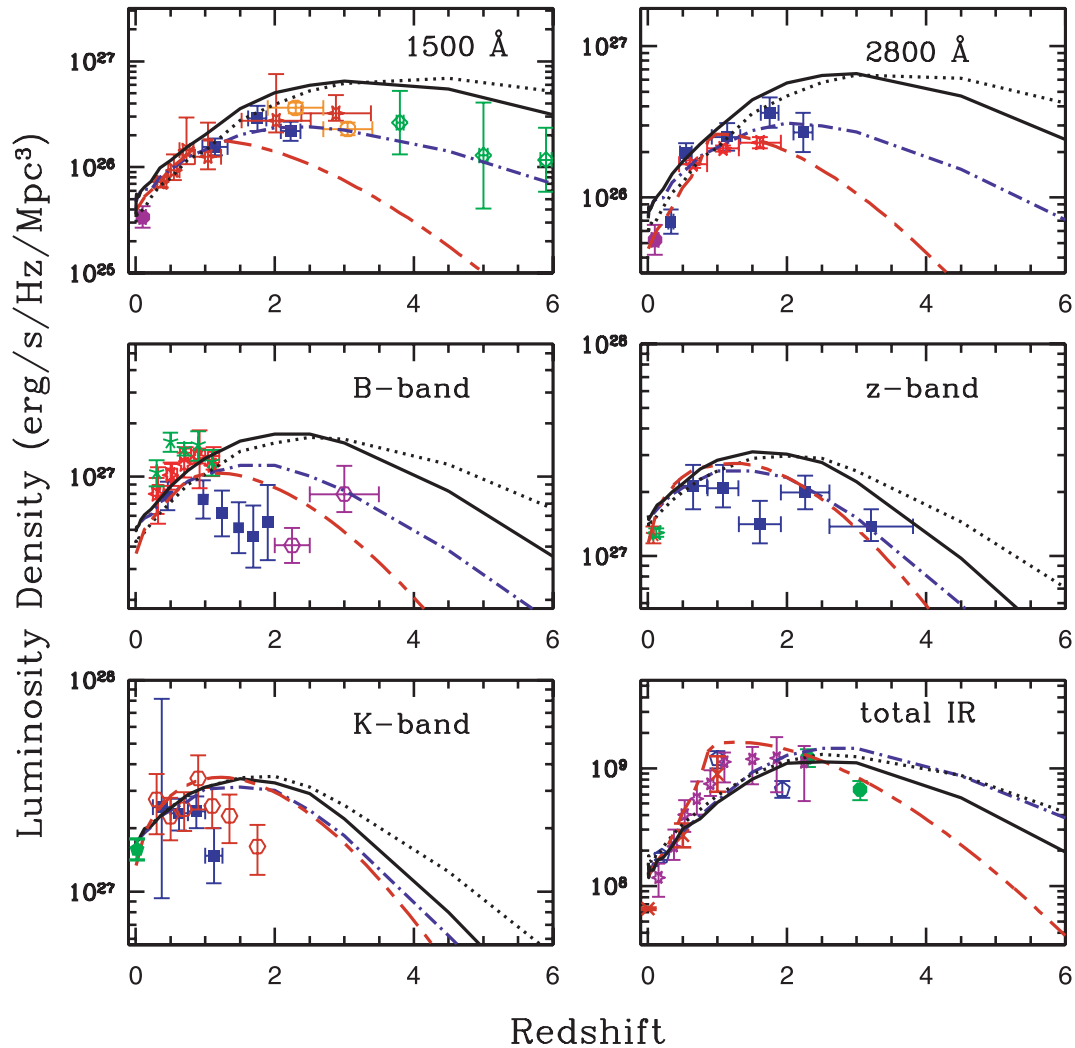 Luminosity Density (erg/s/Hz/Mpc³)
1500 Å
10²⁷
10²⁶
10²⁵
0 2 4 6
2800 Å
10²⁷
10²⁶
0 2 4 6
B-band
10²⁷
0 2 4 6
z-band
10²⁸
10²⁷
0 2 4 6
K-band
10²⁸
10²⁷
0 2 4 6
total IR
10⁹
10⁸
0 2 4 6
Redshift